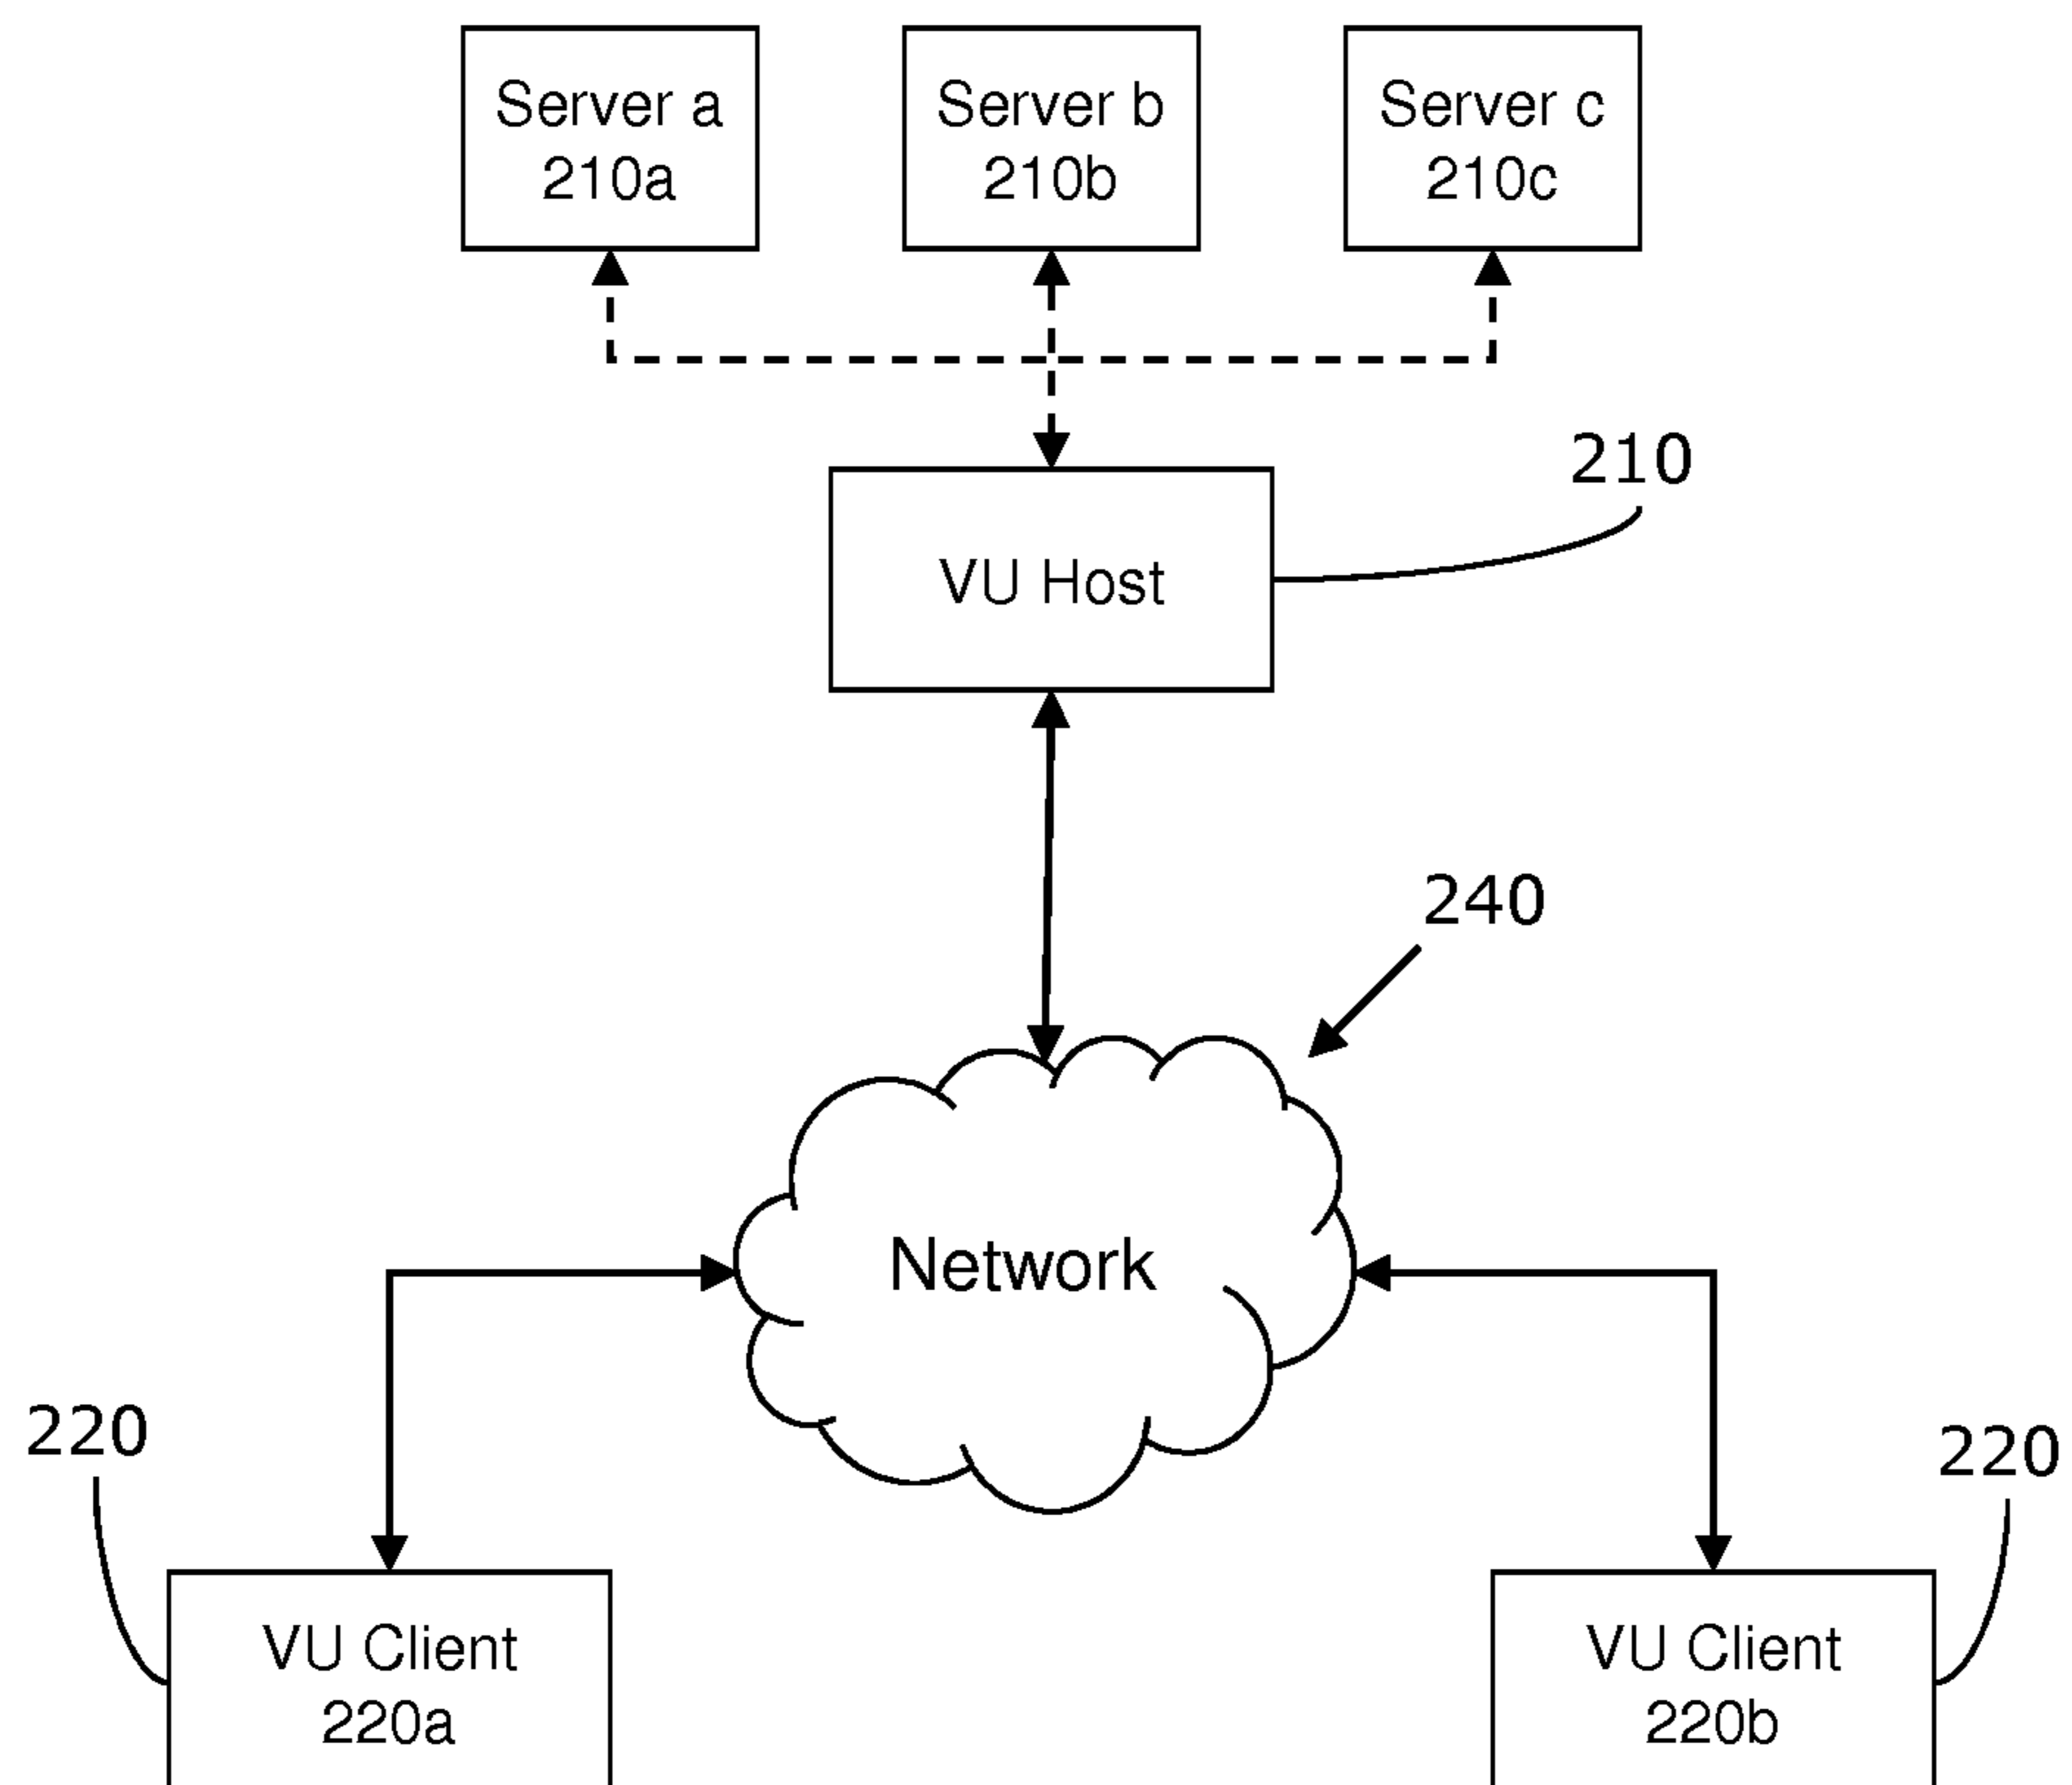 Server a
210a
Server b
210b
Server c
210c
210
VU Host
240
Network
220
220
VU Client
220a
VU Client
220b